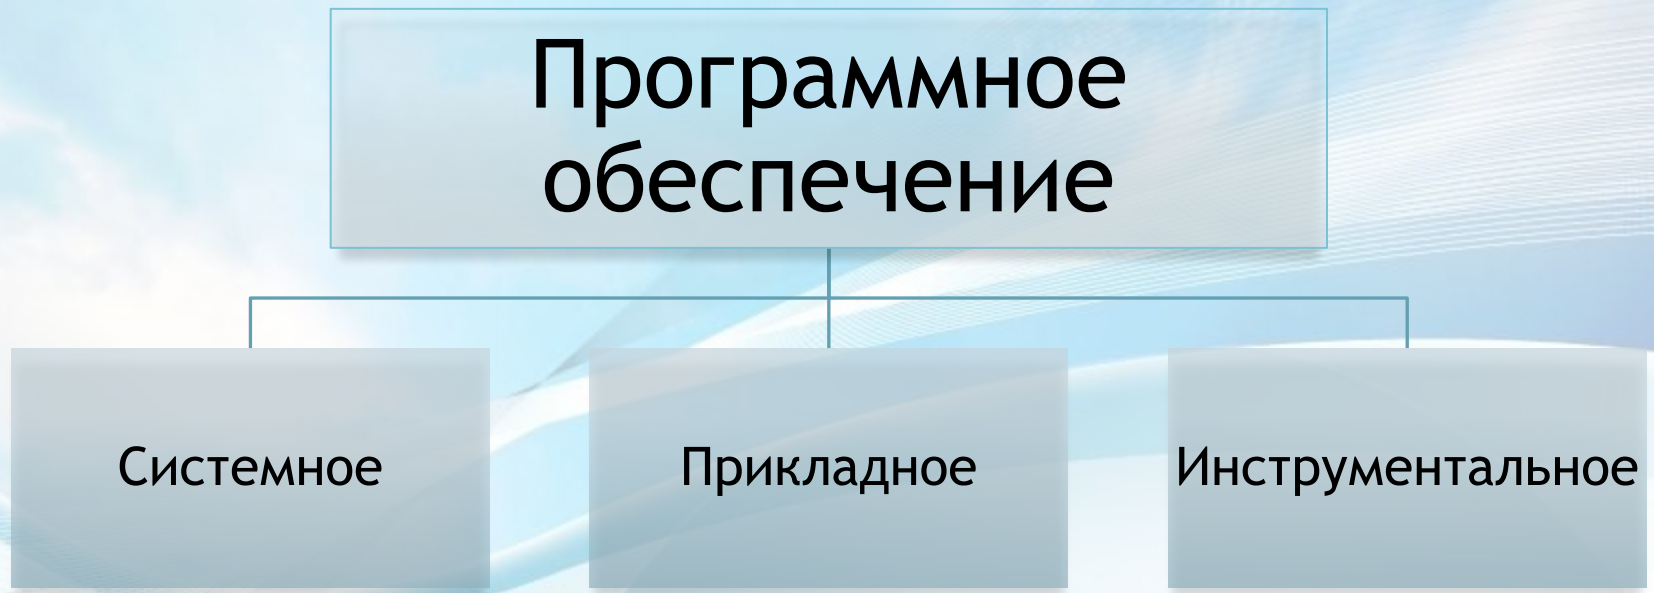 Программное
обеспечение
Системное
Прикладное
Инструментальное